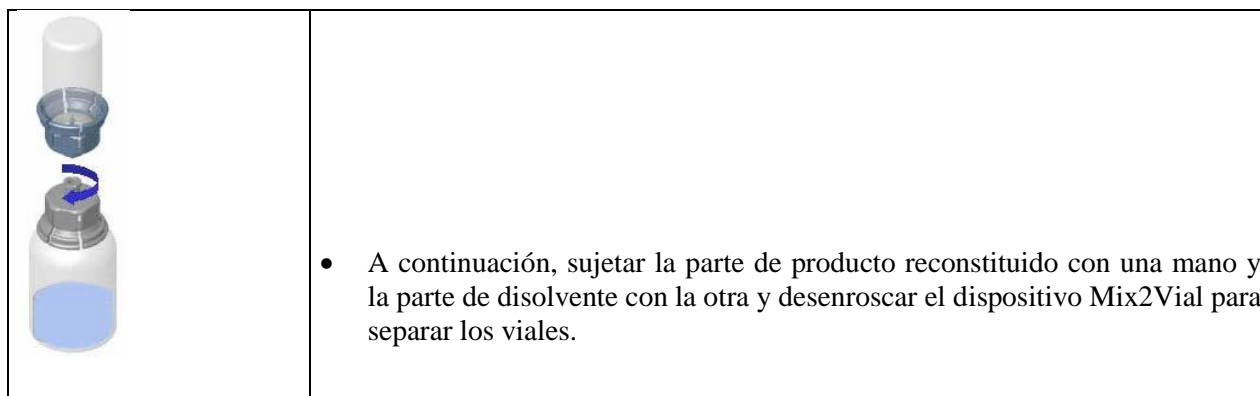 • A continuación, sujetar la parte de producto reconstituido con una mano y
la parte de disolvente con la otra y desenroscar el dispositivo Mix2Vial para
separar los viales.